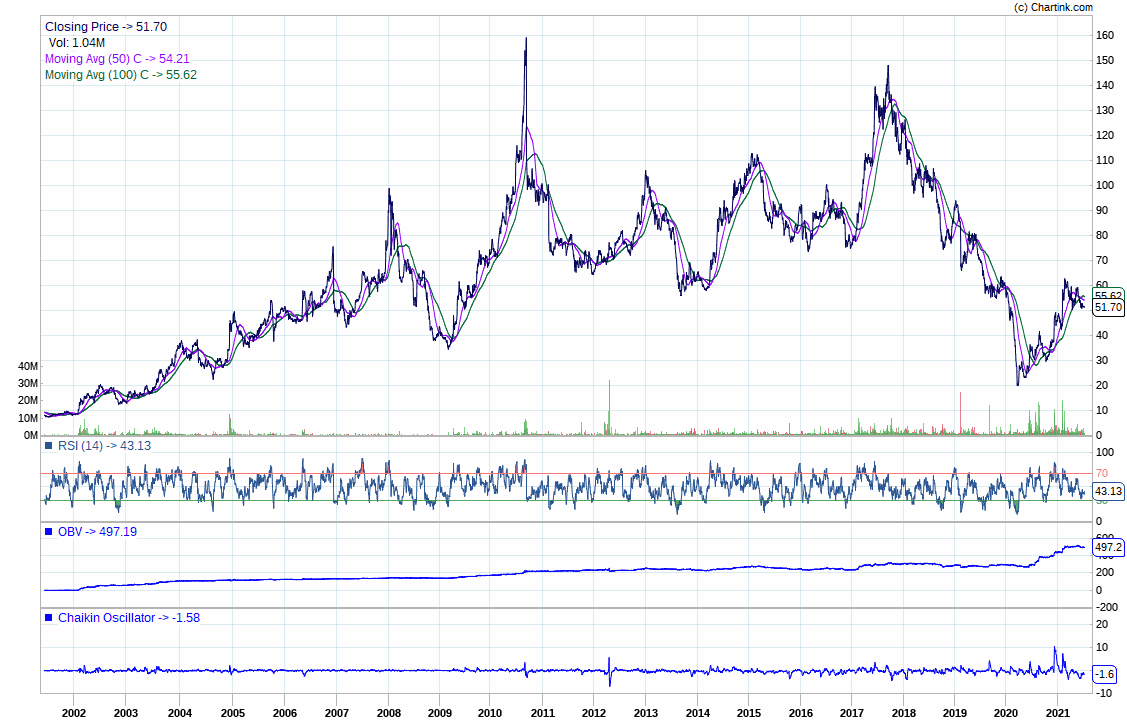 (c) Chartink.com
Closing Price -> 51.70
Vol: 1.04M
Moving Avg (50) C -> 54.21
Moving Avg (100) C -> 55.62
160
150
140
130
120
110
100
90
80
70
60
55.62
51.70
40
30
20
10
0
40M
30M
20M
10M
0M
RSI (14) -> 43.13
100
70
43.13
0
OBV -> 497.19
600
497.2
400
200
0
-200
Chaikin Oscillator -> -1.58
20
10
-1.6
-10
2002 2003 2004 2005 2006 2007 2008 2009 2010 2011 2012 2013 2014 2015 2016 2017 2018 2019 2020 2021